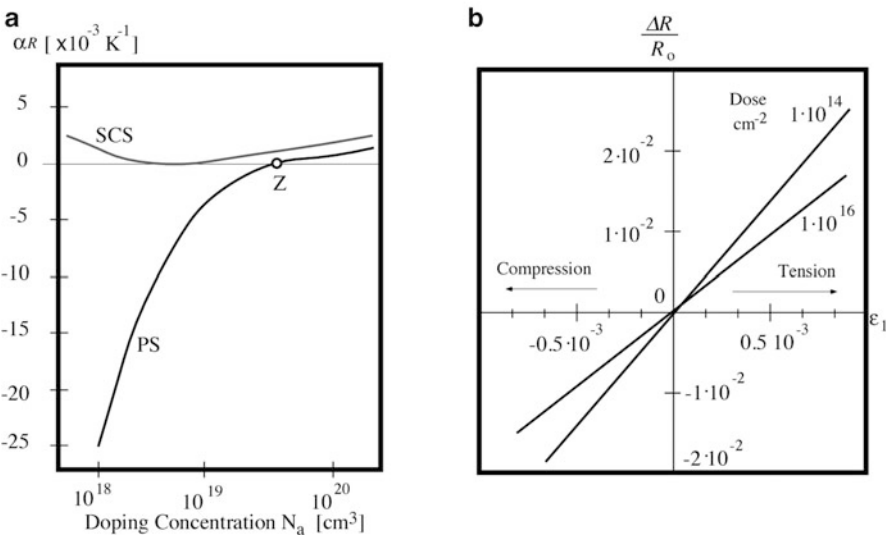 a
αR [ x10⁻³ K⁻¹]
5
SCS
0
Z
-5
-10
-15
PS
-20
-25
10¹⁸
10¹⁹
10²⁰
Doping Concentration Nₐ [cm³]
b
ΔR
Rₒ
Dose
cm⁻²
1·10¹⁴
2·10⁻²
1·10⁻²
1·10¹⁶
Compression
Tension
0
ε₁
-0.5·10⁻³
0.5 10⁻³
-1·10⁻²
-2·10⁻²